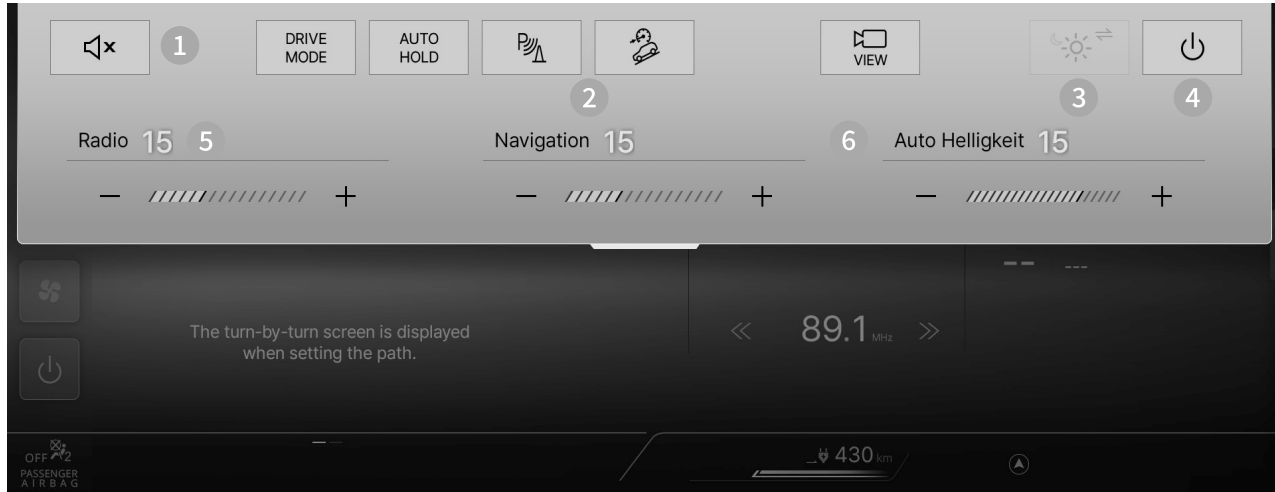 1
DRIVE
MODE
AUTO
HOLD
P
VIEW
2
3
4
Radio 15 5
Navigation 15
6 Auto Helligkeit 15
-- ---
The turn-by-turn screen is displayed
when setting the path.
89.1 MHz
OFF 2
PASSENGER
AIRBAG
430 km